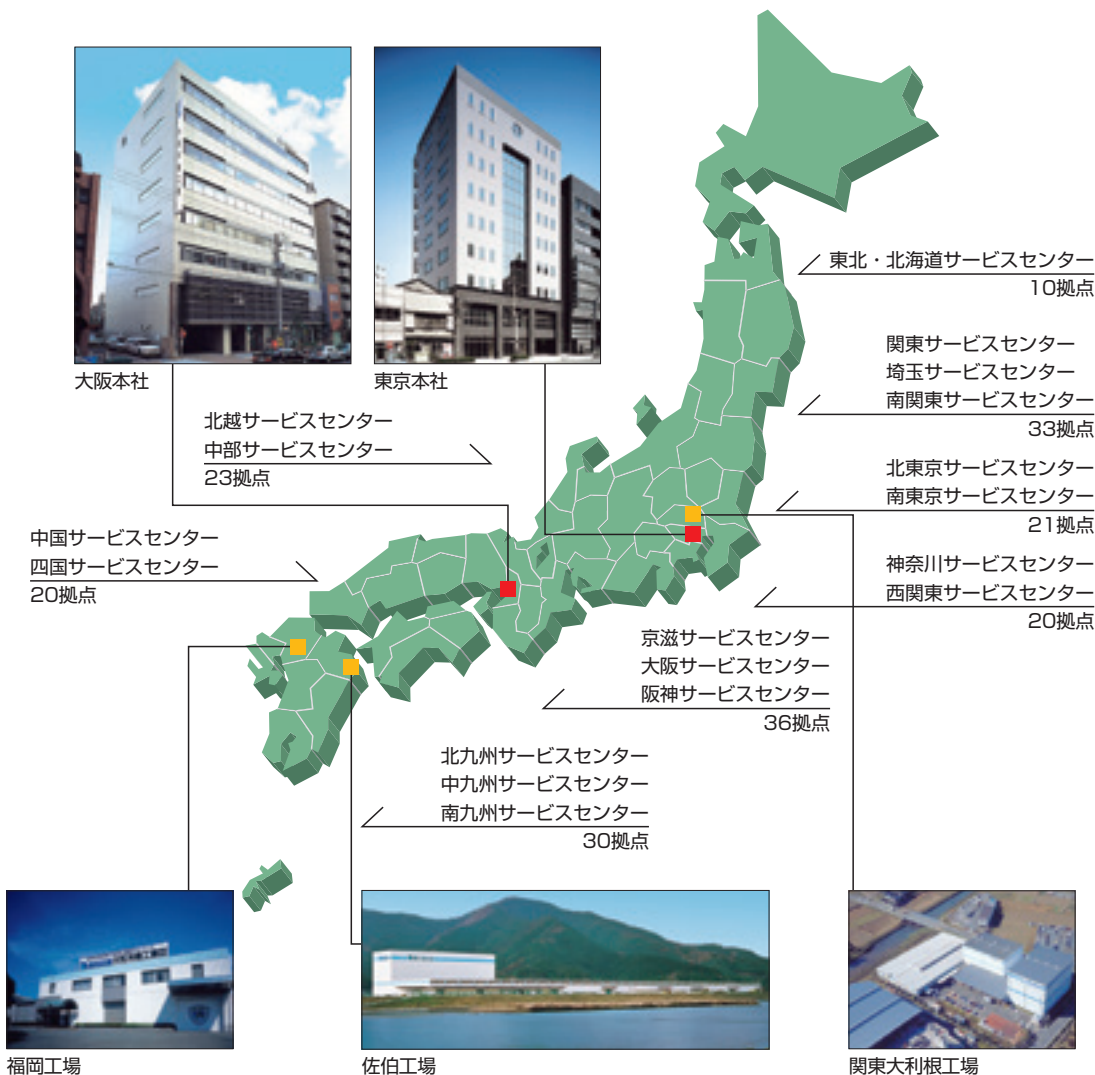 大阪本社
東京本社
東北・北海道サービスセンター
10拠点
関東サービスセンター
埼玉サービスセンター
南関東サービスセンター
33拠点
北越サービスセンター
中部サービスセンター
23拠点
北東京サービスセンター
南東京サービスセンター
21拠点
中国サービスセンター
四国サービスセンター
20拠点
神奈川サービスセンター
西関東サービスセンター
20拠点
京滋サービスセンター
大阪サービスセンター
阪神サービスセンター
36拠点
北九州サービスセンター
中九州サービスセンター
南九州サービスセンター
30拠点
福岡工場
佐伯工場
関東大利根工場